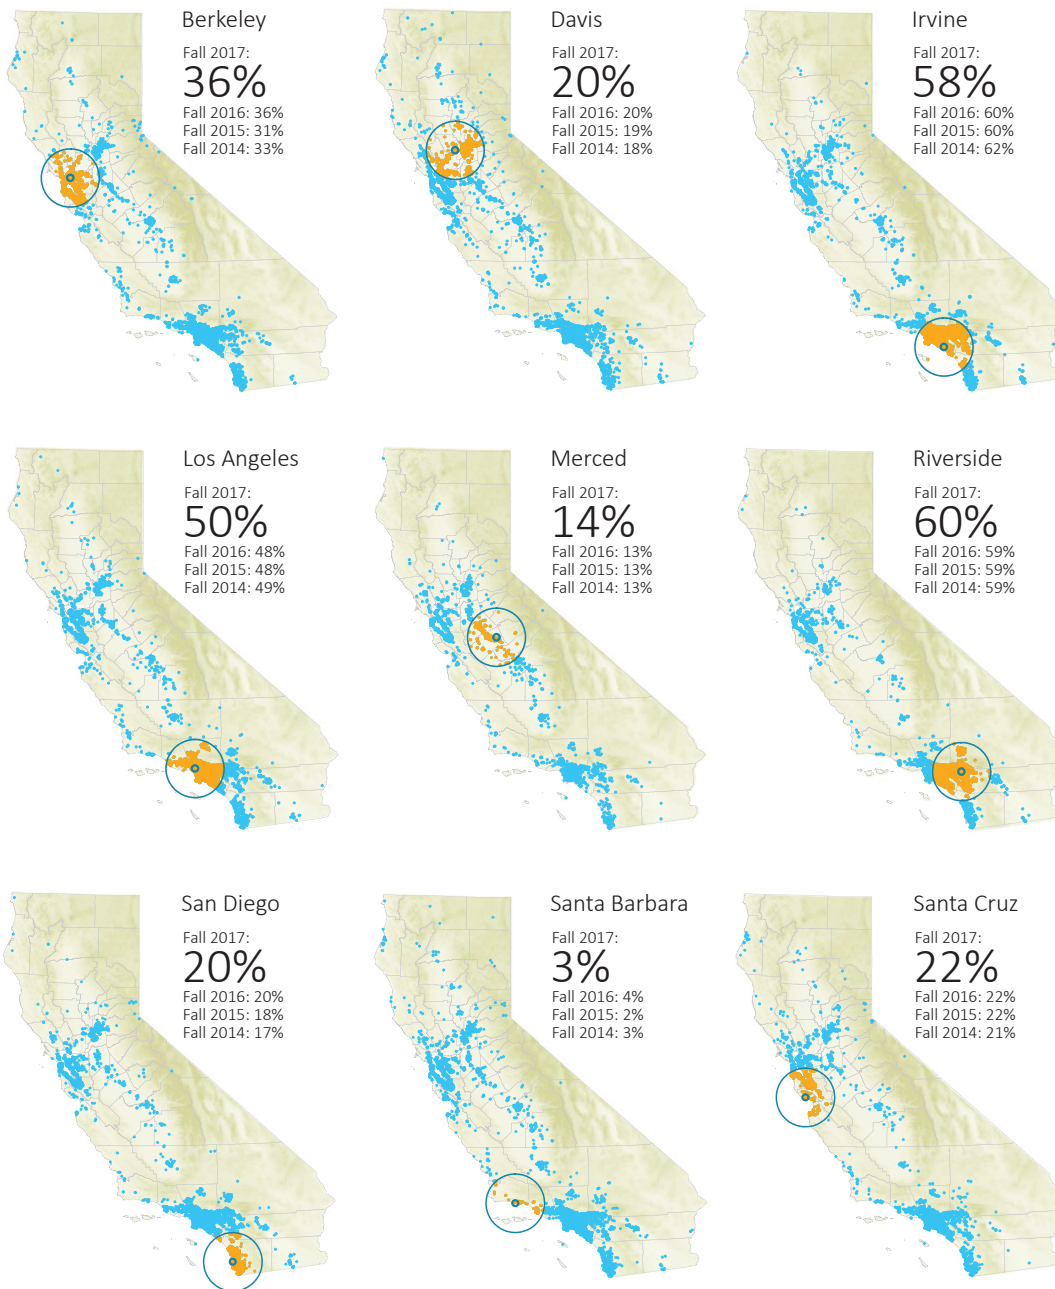 Berkeley
Fall 2017:
36%
Fall 2016: 36%
Fall 2015: 31%
Fall 2014: 33%
Davis
Fall 2017:
20%
Fall 2016: 20%
Fall 2015: 19%
Fall 2014: 18%
Irvine
Fall 2017:
58%
Fall 2016: 60%
Fall 2015: 60%
Fall 2014: 62%
Los Angeles
Fall 2017:
50%
Fall 2016: 48%
Fall 2015: 48%
Fall 2014: 49%
Merced
Fall 2017:
14%
Fall 2016: 13%
Fall 2015: 13%
Fall 2014: 13%
Riverside
Fall 2017:
60%
Fall 2016: 59%
Fall 2015: 59%
Fall 2014: 59%
San Diego
Fall 2017:
20%
Fall 2016: 20%
Fall 2015: 18%
Fall 2014: 17%
Santa Barbara
Fall 2017:
3%
Fall 2016: 4%
Fall 2015: 2%
Fall 2014: 3%
Santa Cruz
Fall 2017:
22%
Fall 2016: 22%
Fall 2015: 22%
Fall 2014: 21%